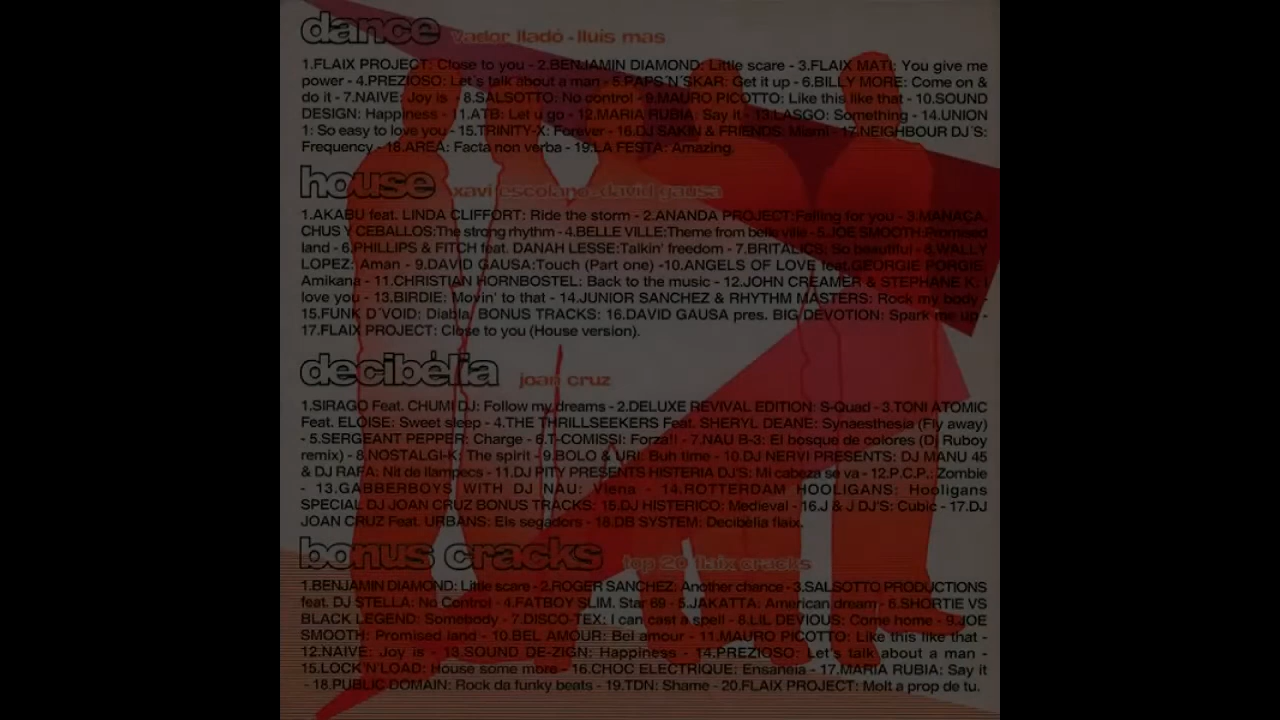 dance vador lladó - lluís mas
1.FLAIX PROJECT: Close to you - 2.BENJAMIN DIAMOND: Little scare - 3.FLAIX MATI: You give me
power - 4.PREZIOSO: Let´s talk about a man - 5.PAPS´N´SKAR: Get it up - 6.BILLY MORE: Come on &
do it - 7.NAIVE: Joy is - 8.SALSOTTO: No control - 9.MAURO PICOTTO: Like this like that - 10.SOUND
DESIGN: Happiness - 11.ATB: Let u go - 12.MARIA RUBIA: Say it - 13.LASGO: Something - 14.UNION
1: So easy to love you - 15.TRINITY-X: Forever - 16.DJ SAKIN & FRIENDS: Miami - 17.NEIGHBOUR DJ´S:
Frequency - 18.AREA: Facta non verba - 19.LA FESTA: Amazing.
house xavi escolano-david gausa
1.AKABU feat. LINDA CLIFFORT: Ride the storm - 2.ANANDA PROJECT:Falling for you - 3.MANACA,
CHUS Y CEBALLOS:The strong rhythm - 4.BELLE VILLE:Theme from belle ville - 5.JOE SMOOTH:Promised
land - 6.PHILLIPS & FITCH feat. DANAH LESSE:Talkin' freedom - 7.BRITALICS: So beautiful - 8.WALLY
LOPEZ: Aman - 9.DAVID GAUSA:Touch (Part one) -10.ANGELS OF LOVE feat.GEORGIE PORGIE:
Amikana - 11.CHRISTIAN HORNBOSTEL: Back to the music - 12.JOHN CREAMER & STEPHANE K: I
love you - 13.BIRDIE: Movin' to that - 14.JUNIOR SANCHEZ & RHYTHM MASTERS: Rock my body -
15.FUNK D´VOID: Diabla. BONUS TRACKS: 16.DAVID GAUSA pres. BIG DEVOTION: Spark me up -
17.FLAIX PROJECT: Close to you (House version).
decibèlia joan cruz
1.SIRAGO Feat. CHUMI DJ: Follow my dreams - 2.DELUXE REVIVAL EDITION: S-Quad - 3.TONI ATOMIC
Feat. ELOISE: Sweet sleep - 4.THE THRILLSEEKERS Feat. SHERYL DEANE: Synaesthesia (Fly away)
- 5.SERGEANT PEPPER: Charge - 6.T-COMISSI: Forza!! - 7.NAU B-3: El bosque de colores (Dj Ruboy
remix) - 8.NOSTALGI-K: The spirit - 9.BOLO & URI: Buh time - 10.DJ NERVI PRESENTS: DJ MANU 45
& DJ RAFA: Nit de llampecs - 11.DJ PITY PRESENTS HISTERIA DJ'S: Mi cabeza se va - 12.P.C.P.: Zombie
- 13.GABBERBOYS WITH DJ NAU: Viena - 14.ROTTERDAM HOOLIGANS: Hooligans
SPECIAL DJ JOAN CRUZ BONUS TRACKS: 15.DJ HISTERICO: Medieval - 16.J & J DJ'S: Cubic - 17.DJ
JOAN CRUZ Feat. URBANS: Els segadors - 18.DB SYSTEM: Decibèlia flaix.
bonus cracks top 20 flaix cracks
1.BENJAMIN DIAMOND: Little scare - 2.ROGER SANCHEZ: Another chance - 3.SALSOTTO PRODUCTIONS
feat. DJ STELLA: No Control - 4.FATBOY SLIM. Star 69 - 5.JAKATTA: American dream - 6.SHORTIE VS
BLACK LEGEND: Somebody - 7.DISCO-TEX: I can cast a spell - 8.LIL DEVIOUS: Come home - 9.JOE
SMOOTH: Promised land - 10.BEL AMOUR: Bel amour - 11.MAURO PICOTTO: Like this like that -
12.NAIVE: Joy is - 13.SOUND DE-ZIGN: Happiness - 14.PREZIOSO: Let´s talk about a man -
15.LOCK'N'LOAD: House some more - 16.CHOC ELECTRIQUE: Ensaneia - 17.MARIA RUBIA: Say it
- 18.PUBLIC DOMAIN: Rock da funky beats - 19.TDN: Shame - 20.FLAIX PROJECT: Molt a prop de tu.